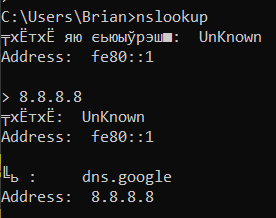 C:\Users\Brian>nslookup
╤хЁтхЁ яю єьюыўрэш■:  UnKnown
Address:  fe80::1
> 8.8.8.8
╤хЁтхЁ:  UnKnown
Address:  fe80::1
╚ь :     dns.google
Address:  8.8.8.8